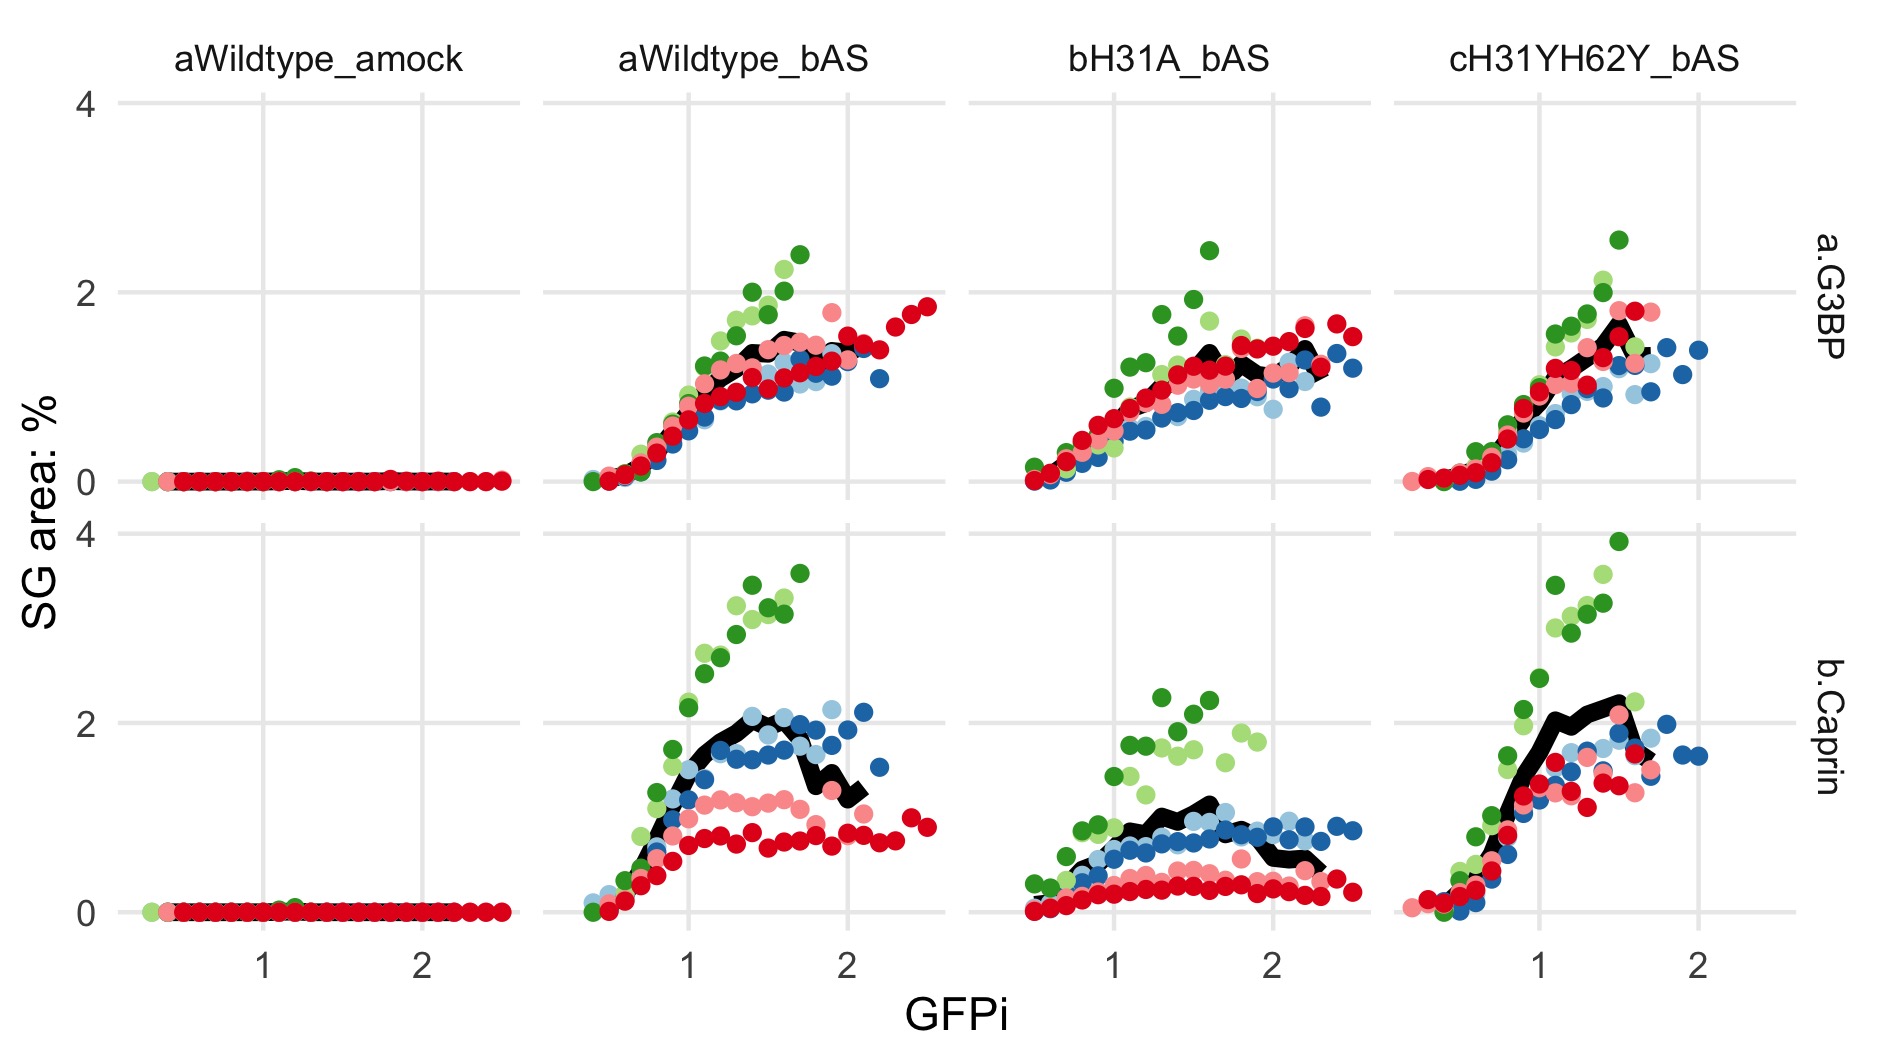 aWildtype_amock
aWildtype_bAS
bH31A_bAS
cH31YH62Y_bAS
4
2
0
a.G3BP
SG area: %
4
2
0
b.Caprin
1
2
1
2
1
2
1
2
GFPi